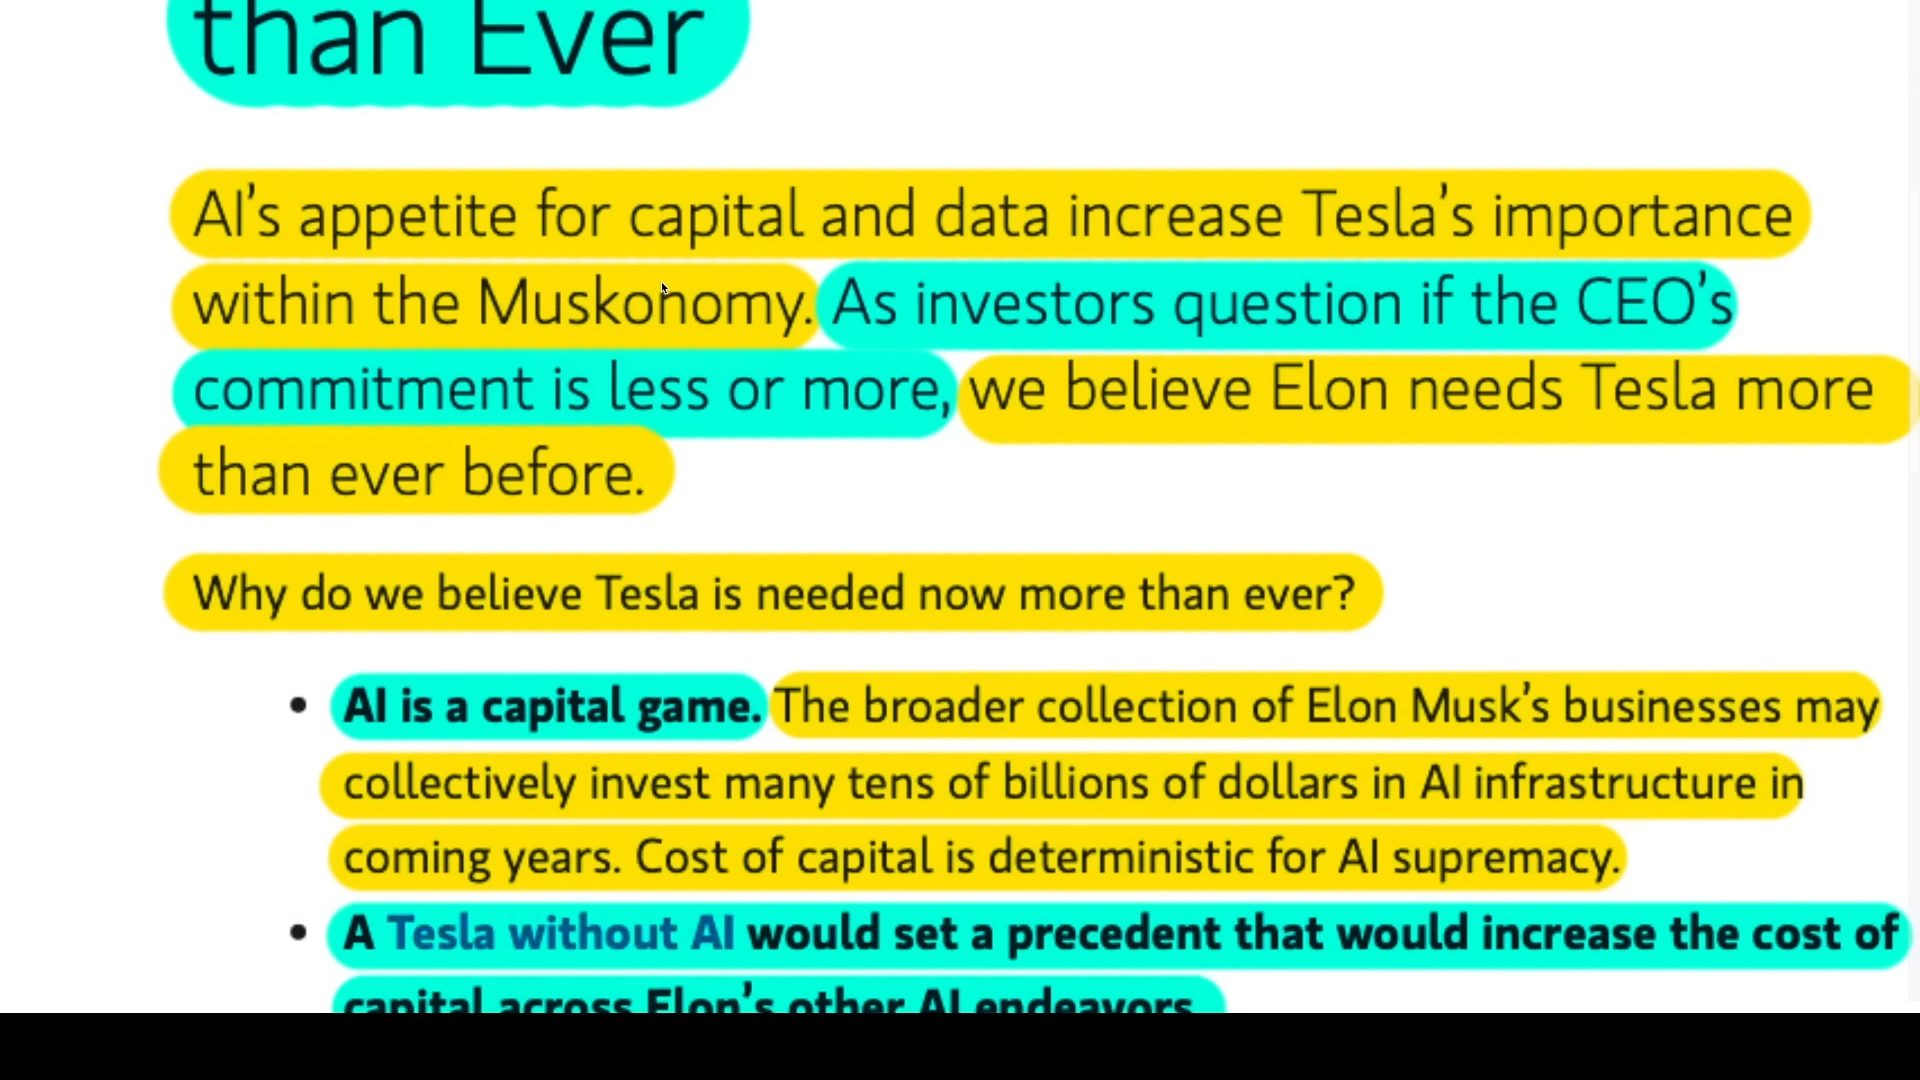 than Ever
AI’s appetite for capital and data increase Tesla’s importance
within the Muskonomy. As investors question if the CEO’s
commitment is less or more, we believe Elon needs Tesla more
than ever before.
Why do we believe Tesla is needed now more than ever?
• AI is a capital game. The broader collection of Elon Musk’s businesses may
collectively invest many tens of billions of dollars in AI infrastructure in
coming years. Cost of capital is deterministic for AI supremacy.
• A Tesla without AI would set a precedent that would increase the cost of
capital across Elon’s other AI endeavors.